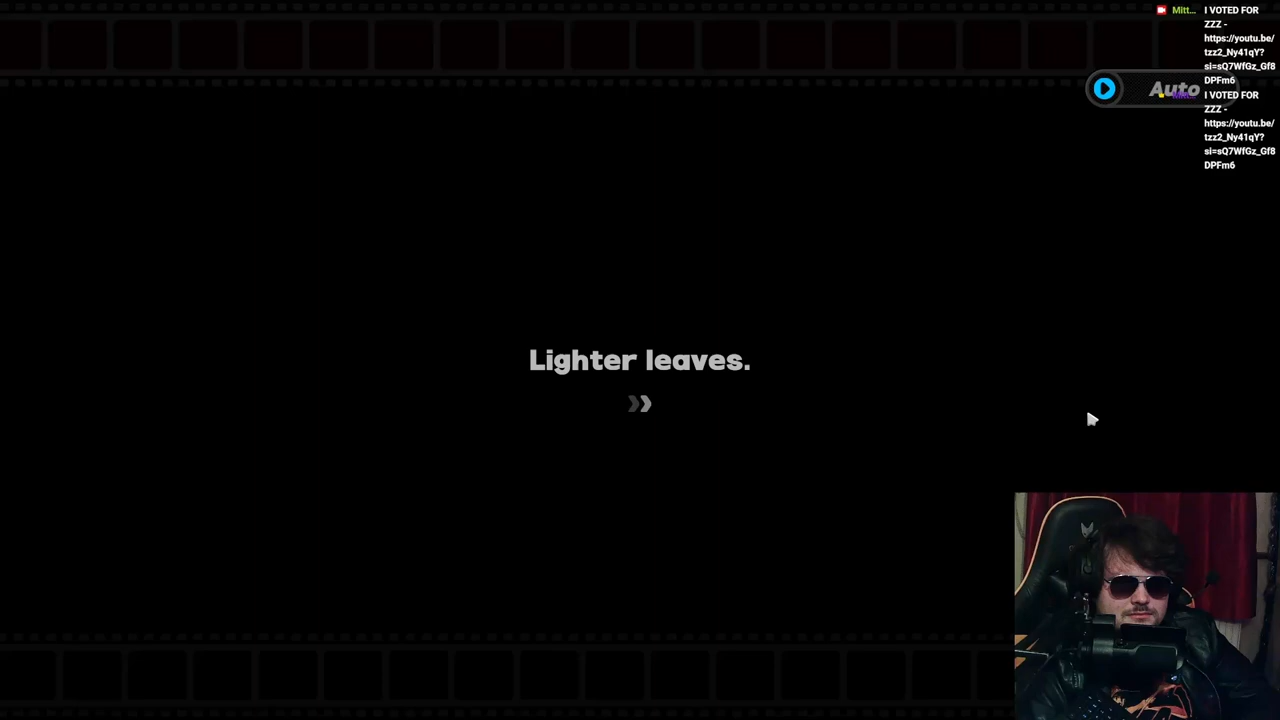 Mitt... I VOTED FOR
ZZZ -
https://youtu.be/
tzz2_Ny41qY?
si=sQ7WfGz_Gf8
DPFm6
Auto
I VOTED FOR
ZZZ -
https://youtu.be/
tzz2_Ny41qY?
si=sQ7WfGz_Gf8
DPFm6
Lighter leaves.